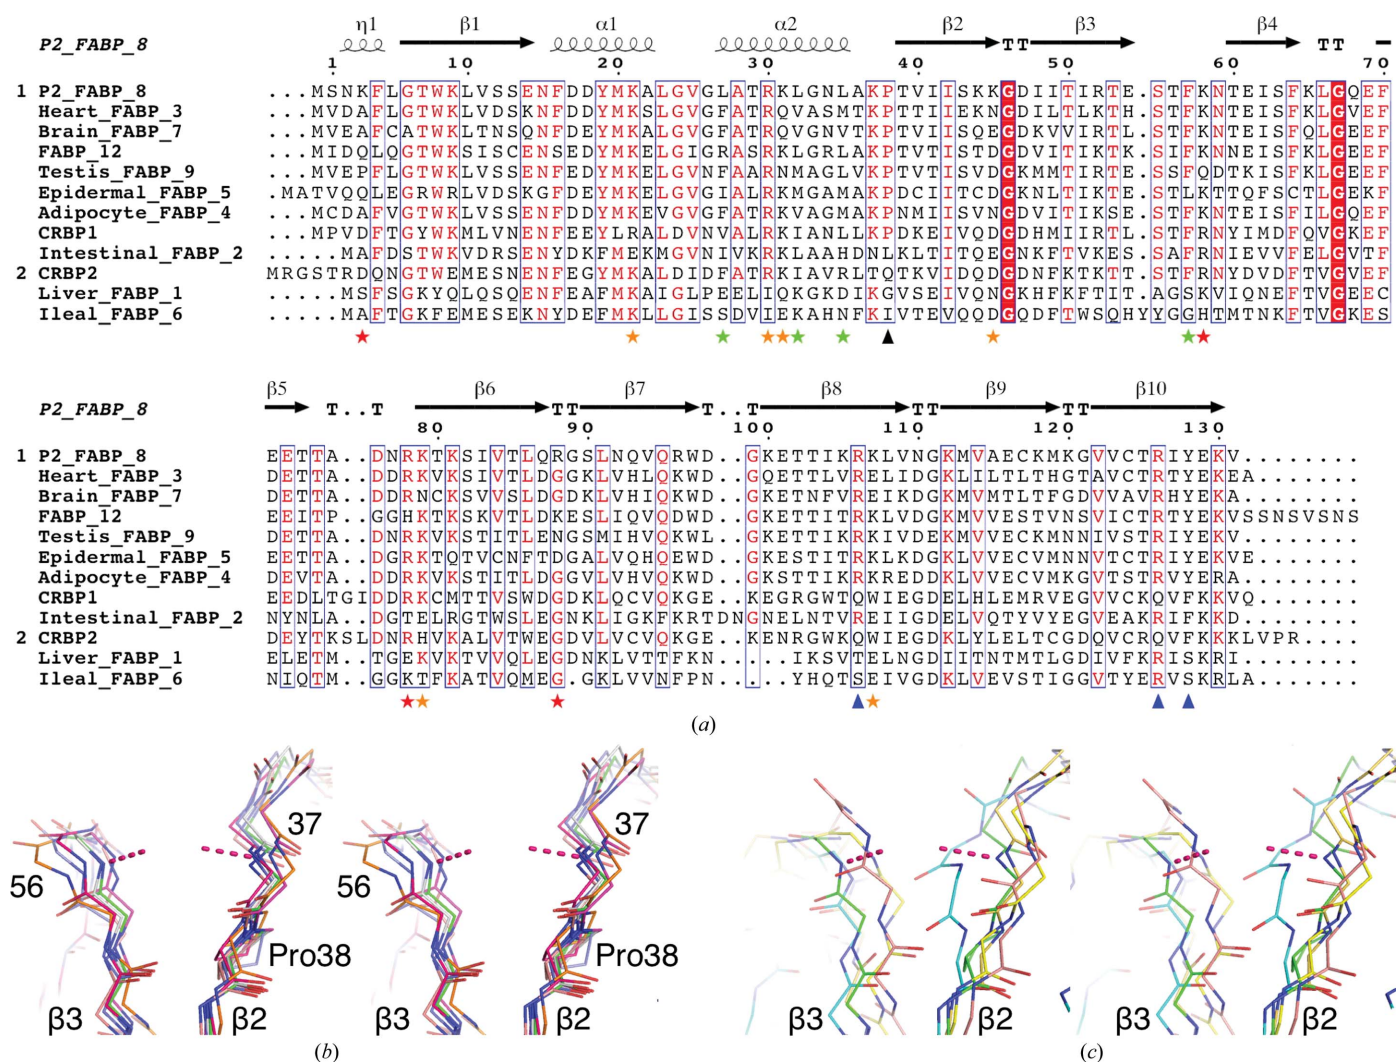 P2_FABP_8 η1 β1 α1 α2 β2 TT β3 β4 TT
1 10 20 30 40 50 60 70
1 P2_FABP_8 ...MSNKFLGTWKLVSSENFDDYMKALGVGLATRKLGNLAKPTVIISKKGDIITIRTE.STFKNTEISFKLGQEF
Heart_FABP_3 ...MVDAFLGTWKLVDSKNFDDYMKSLGVGFATRQVASMTKPTTIIEKNGDILTLKTH.STFKNTEISFKLGVEF
Brain_FABP_7 ...MVEAFCATWKLTNSQNFDEYMKALGVGFATRQVGNVTKPTVIISQEGDKVVIRTL.STFKNTEISFQLGEEF
FABP_12 ...MIDQLQGTWKSISCENSEDYMKELGIGRASRKLGRLAKPTVTISTDGDVITIKTK.SIFKNNEISFKLGEEF
Testis_FABP_9 ...MVEPFLGTWKLVSSENFEDYMKELGVNFAARNMAGLVKPTVTISVDGKMMTIRTE.SSFQDTKISFKLGEEF
Epidermal_FABP_5 .MATVQQLEGRWRLVDSKGFDEYMKELGVGIALRKMGAMAKPDCIITCDGKNLTIKTE.STLKTTQFSCTLGEKF
Adipocyte_FABP_4 ...MCDAFVGTWKLVSSENFDDYMKEVGVGFATRKVAGMAKPNMIISVNGDVITIKSE.STFKNTEISFILGQEF
CRBP1 ...MPVDFTGYWKMLVNENFEEYLRALDVNVALRKIANLLKPDKEIVQDGDHMIIRTL.STFRNYIMDFQVGKEF
Intestinal_FABP_2 ....MAFDSTWKVDRSENYDKFMEKMGVNIVKRKLAAHDNLKLTITQEGNKFTVKES.SAFRNIEVVFELGVTF
2 CRBP2 MRGSTRDQNGTWEMESNENFEGYMKALDIDFATRKIAVRLTQTKVIDQDGDNFKTKTT.STFRNYDVDFTVGVEF
Liver_FABP_1 ....MSFSGKYQLQSQENFEAFMKAIGLPEELIQKGKDIKGVSEIVQNGKHFKFTITAGSKVIQNEFTVGEEC
Ileal_FABP_6 ....MAFTGKFEMESEKNYDEFMKLLGISSDVIEKAHNFKIVTEVQQDGQDFTWSQHYYGGHTMTNKFTVGKES
P2_FABP_8 β5 T..T β6 TT β7 T..T β8 TT β9 TT β10
80 90 100 110 120 130
1 P2_FABP_8 EETTA..DNRKTKSIVTLQRGSLNQVQRWD..GKETTIKRKLVNGKMVAECKMKGVVCTRIYEKV........
Heart_FABP_3 DETTA..DDRKVKSIVTLDGGKLVHLQKWD..GQETTLVRELIDGKLILTLTHGTAVCTRTYEKEA.......
Brain_FABP_7 DETTA..DDRNCKSVVSLDGDKLVHIQKWD..GKETNFVREIKDGKMVMTLTFGDVVAVRHYEKA........
FABP_12 EEITP..GGHKTKSKVTLDKESLIQVQDWD..GKETTITRKLVDGKMVVESTVNSVICTRTYEKVSSNSVSNS
Testis_FABP_9 EETTA..DNRKVKSTITLENGSMIHVQKWL..GKETTIKRKIVDEKMVVECKMNNIVSTRIYEKV........
Epidermal_FABP_5 EETTA..DGRKTQTVCNFTDGALVQHQEWD..GKESTITRKLKDGKLVVECVMNNVTCTRIYEKVE.......
Adipocyte_FABP_4 DEVTA..DDRKVKSTITLDGGVLVHVQKWD..GKSTTIKRKREDDKLVVECVMKGVTSTRVYERA........
CRBP1 EEDLTGIDDRKCMTTVSWDGDKLQCVQKGE..KEGRGWTQWIEGDELHLEMRVEGVVCKQVFKKVQ.......
Intestinal_FABP_2 NYNLA..DGTELRGTWSLEGNKLIGKFKRTDNGNELNTVREIIGDELVQTYVYEGVEAKRIFKKD........
2 CRBP2 DEYTKSLDNRHVKALVTWEGDVLVCVQKGE..KENRGWKQWIEGDKLYLELTCGDQVCRQVFKKKLVPR....
Liver_FABP_1 ELETM..TGEKVKTVVQLEGDNKLVTTFKN....IKSVTELNGDIITNTMTLGDIVFKRISKRI........
Ileal_FABP_6 NIQTM..GGKTFKATVQMEG.GKLVVNFPN..YHQTSEIVGDKLVEVSTIGGVTYERVSKRLA.......
(a)
37
56
Pro38
β3
β2
37
56
Pro38
β3
β2
β3
β2
β3
β2
(b)
(c)